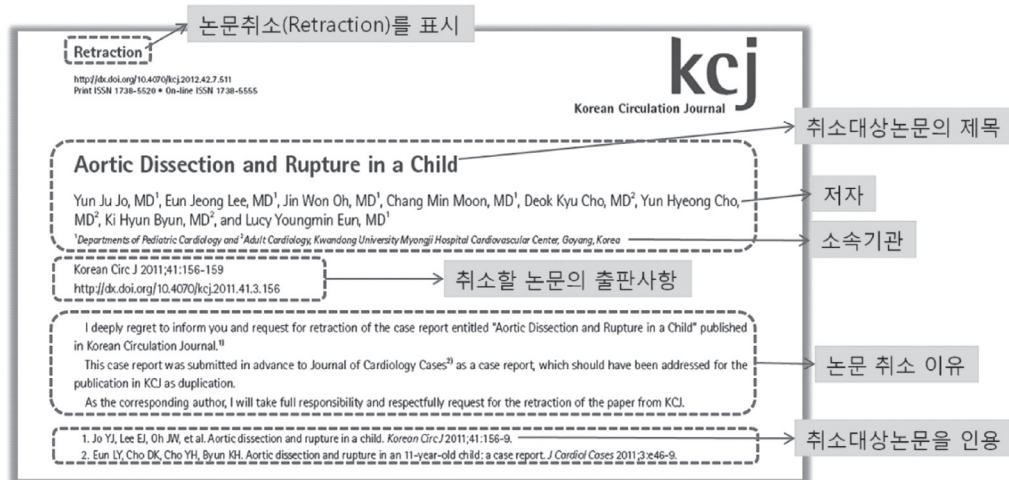 논문취소(Retraction)를 표시
Retraction
http://dx.doi.org/10.4070/kcj.2012.42.7.511
Print ISSN 1738-5520 • On-line ISSN 1738-5555
kcj
Korean Circulation Journal
취소대상논문의 제목
Aortic Dissection and Rupture in a Child
Yun Ju Jo, MD¹, Eun Jeong Lee, MD¹, Jin Won Oh, MD¹, Chang Min Moon, MD¹, Deok Kyu Cho, MD², Yun Hyeong Cho,
MD², Ki Hyun Byun, MD², and Lucy Youngmin Eun, MD¹
저자
¹Departments of Pediatric Cardiology and ²Adult Cardiology, Kwandong University Myongji Hospital Cardiovascular Center, Goyang, Korea
소속기관
Korean Circ J 2011;41:156-159
http://dx.doi.org/10.4070/kcj.2011.41.3.156
취소할 논문의 출판사항
I deeply regret to inform you and request for retraction of the case report entitled "Aortic Dissection and Rupture in a Child" published
in Korean Circulation Journal.¹⁾
This case report was submitted in advance to Journal of Cardiology Cases²⁾ as a case report, which should have been addressed for the
publication in KCJ as duplication.
As the corresponding author, I will take full responsibility and respectfully request for the retraction of the paper from KCJ.
논문 취소 이유
1. Jo YJ, Lee EJ, Oh JW, et al. Aortic dissection and rupture in a child. Korean Circ J 2011;41:156-9.
2. Eun LY, Cho DK, Cho YH, Byun KH. Aortic dissection and rupture in an 11-year-old child: a case report. J Cardiol Cases 2011;3:e46-9.
취소대상논문을 인용